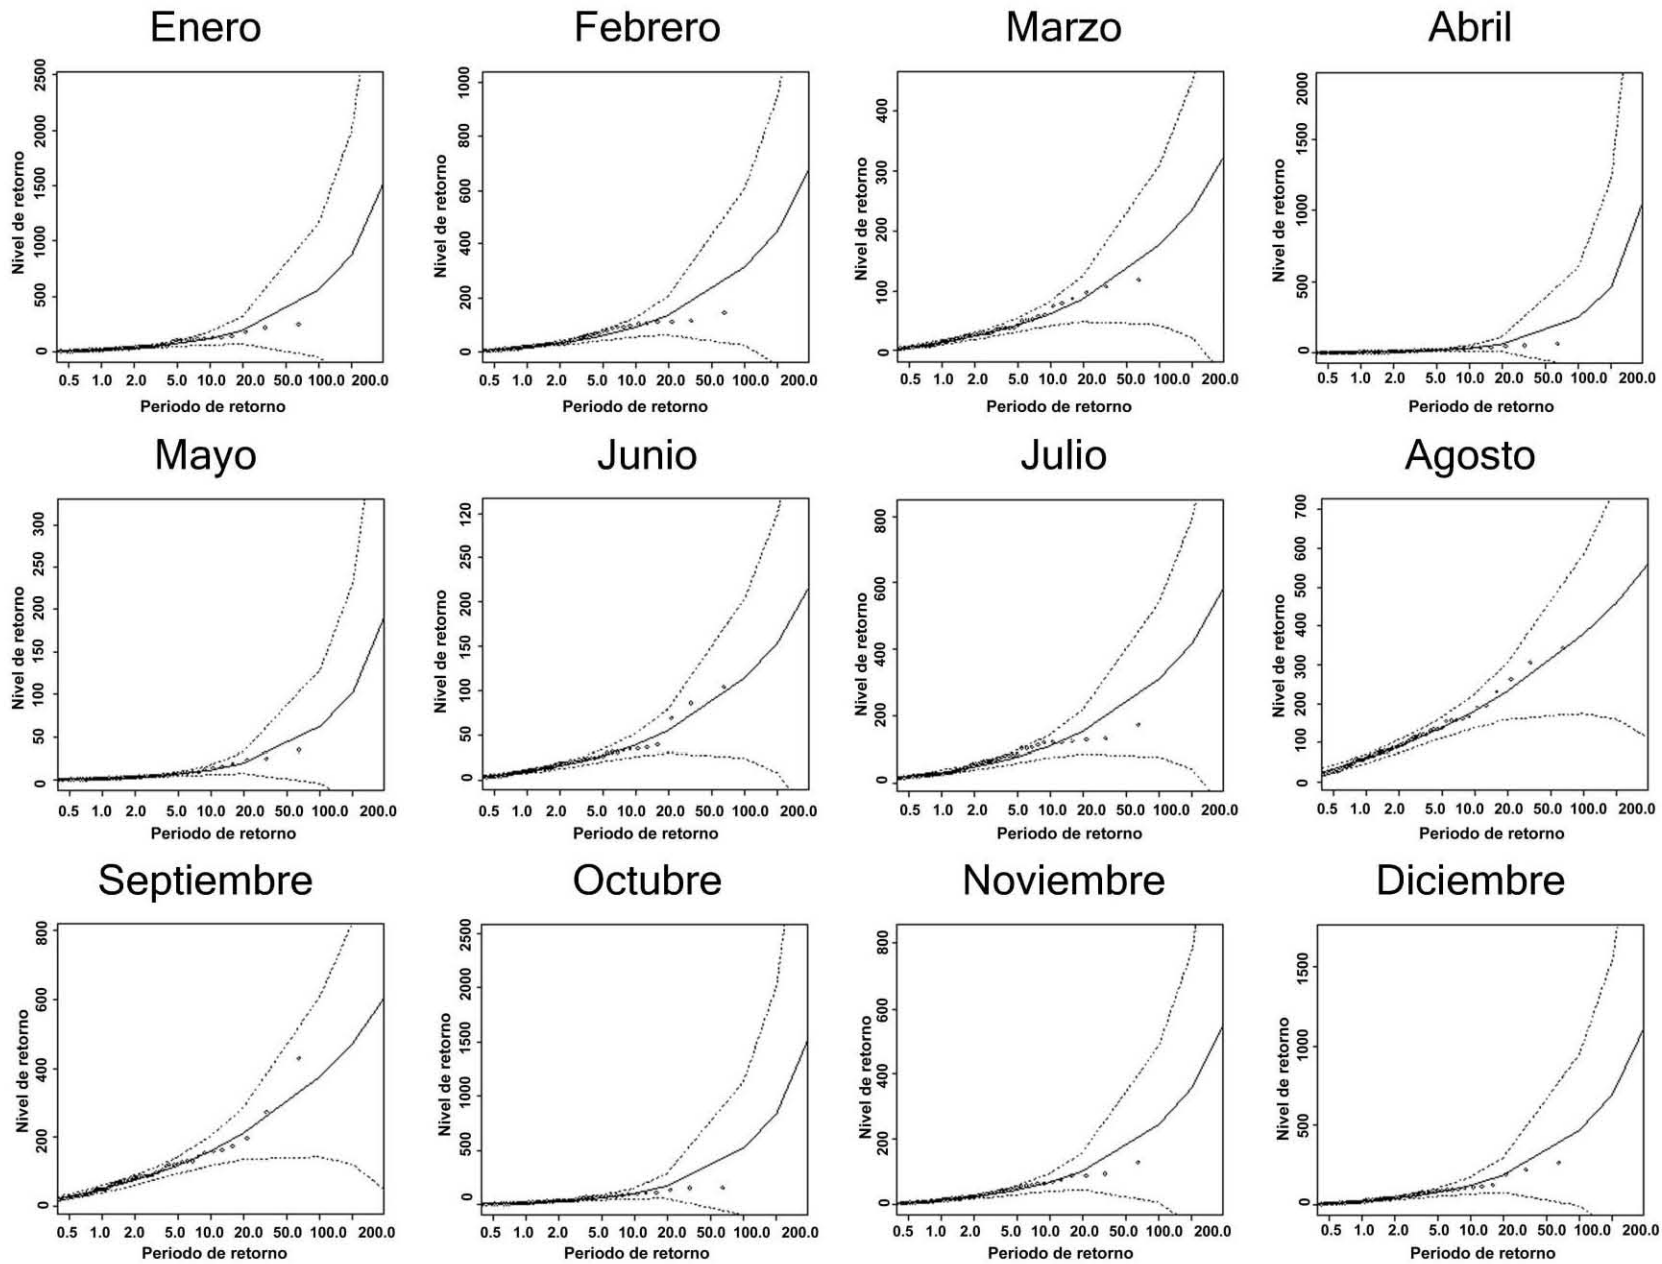 Enero Febrero Marzo Abril
2500
2000
1500
1000
500
0
Nivel de retorno
0.5 1.0 2.0 5.0 10.0 20.0 50.0 100.0 200.0
Periodo de retorno
1000
800
600
400
200
0
Nivel de retorno
0.5 1.0 2.0 5.0 10.0 20.0 50.0 100.0 200.0
Periodo de retorno
400
300
200
100
0
Nivel de retorno
0.5 1.0 2.0 5.0 10.0 20.0 50.0 100.0 200.0
Periodo de retorno
2000
1500
1000
500
0
Nivel de retorno
0.5 1.0 2.0 5.0 10.0 20.0 50.0 100.0 200.0
Periodo de retorno
Mayo Junio Julio Agosto
300
250
200
150
100
50
0
Nivel de retorno
0.5 1.0 2.0 5.0 10.0 20.0 50.0 100.0 200.0
Periodo de retorno
120
250
200
150
100
50
0
Nivel de retorno
0.5 1.0 2.0 5.0 10.0 20.0 50.0 100.0 200.0
Periodo de retorno
800
600
400
200
0
Nivel de retorno
0.5 1.0 2.0 5.0 10.0 20.0 50.0 100.0 200.0
Periodo de retorno
700
600
500
400
300
200
100
0
Nivel de retorno
0.5 1.0 2.0 5.0 10.0 20.0 50.0 100.0 200.0
Periodo de retorno
Septiembre Octubre Noviembre Diciembre
800
600
400
200
0
Nivel de retorno
0.5 1.0 2.0 5.0 10.0 20.0 50.0 100.0 200.0
Periodo de retorno
2500
2000
1500
1000
500
0
Nivel de retorno
0.5 1.0 2.0 5.0 10.0 20.0 50.0 100.0 200.0
Periodo de retorno
800
600
400
200
0
Nivel de retorno
0.5 1.0 2.0 5.0 10.0 20.0 50.0 100.0 200.0
Periodo de retorno
1500
1000
500
0
Nivel de retorno
0.5 1.0 2.0 5.0 10.0 20.0 50.0 100.0 200.0
Periodo de retorno